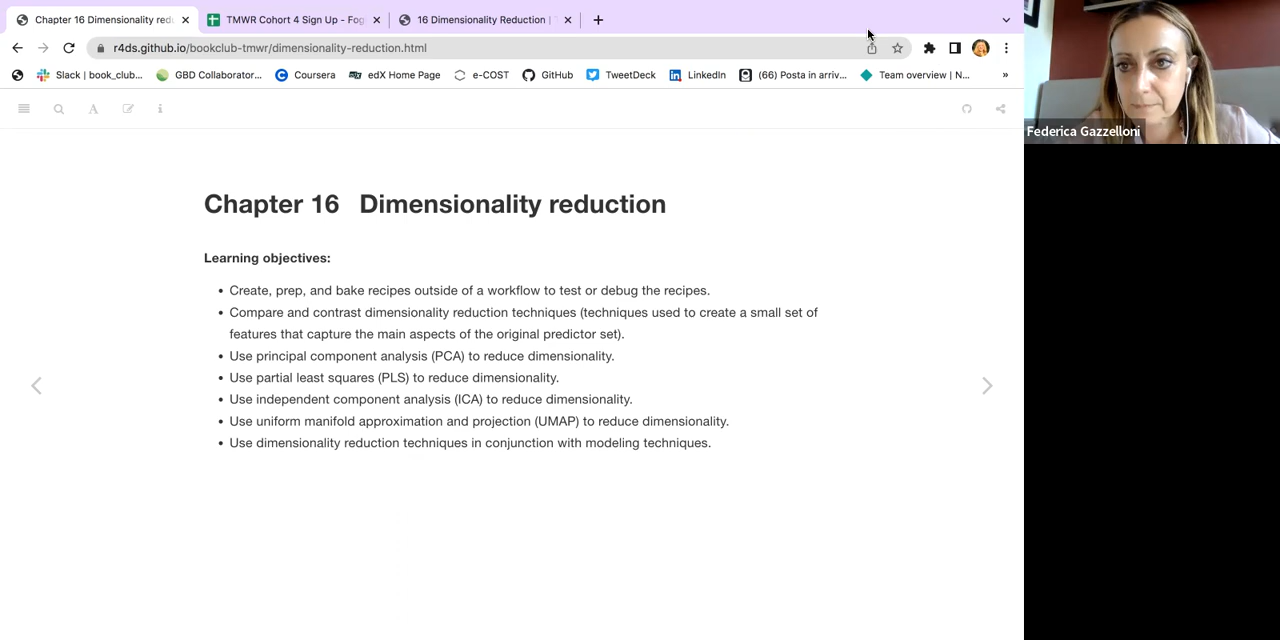 Chapter 16 Dimensionality redu
TMWR Cohort 4 Sign Up - Fog
16 Dimensionality Reduction | T
r4ds.github.io/bookclub-tmwr/dimensionality-reduction.html
Slack | book_club... GBD Collaborator... Coursera edX Home Page e-COST GitHub TweetDeck LinkedIn (66) Posta in arriv... Team overview | N... »
Federica Gazzelloni
Chapter 16 Dimensionality reduction
Learning objectives:
• Create, prep, and bake recipes outside of a workflow to test or debug the recipes.
• Compare and contrast dimensionality reduction techniques (techniques used to create a small set of
features that capture the main aspects of the original predictor set).
• Use principal component analysis (PCA) to reduce dimensionality.
• Use partial least squares (PLS) to reduce dimensionality.
• Use independent component analysis (ICA) to reduce dimensionality.
• Use uniform manifold approximation and projection (UMAP) to reduce dimensionality.
• Use dimensionality reduction techniques in conjunction with modeling techniques.